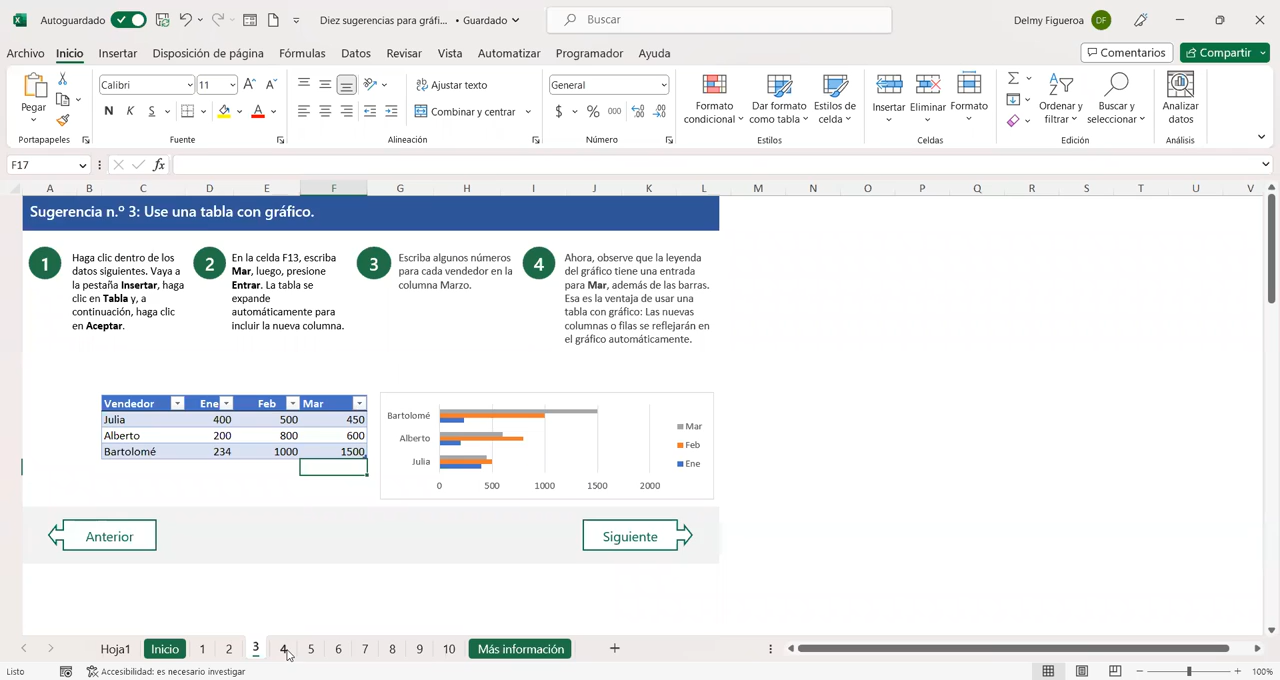 Autoguardado
Diez sugerencias para gráfi... • Guardado
Buscar
Delmy Figueroa DF
Archivo Inicio Insertar Disposición de página Fórmulas Datos Revisar Vista Automatizar Programador Ayuda
Comentarios Compartir
Pegar
Portapapeles
Calibri 11
N K S
Fuente
Ajustar texto
Combinar y centrar
Alineación
General
$ % 000
Número
Formato condicional
Dar formato como tabla
Estilos de celda
Estilos
Insertar Eliminar Formato
Celdas
Ordenar y filtrar
Buscar y seleccionar
Edición
Analizar datos
Análisis
F17
fx
A B C D E F G H I J K L M N O P Q R S T U V
Sugerencia n.º 3: Use una tabla con gráfico.
1
Haga clic dentro de los
datos siguientes. Vaya a
la pestaña Insertar, haga
clic en Tabla y, a
continuación, haga clic
en Aceptar.
2
En la celda F13, escriba
Mar, luego, presione
Entrar. La tabla se
expande
automáticamente para
incluir la nueva columna.
3
Escriba algunos números
para cada vendedor en la
columna Marzo.
4
Ahora, observe que la leyenda
del gráfico tiene una entrada
para Mar, además de las barras.
Esa es la ventaja de usar una
tabla con gráfico: Las nuevas
columnas o filas se reflejarán en
el gráfico automáticamente.
Vendedor Ene Feb Mar
Julia 400 500 450
Alberto 200 800 600
Bartolomé 234 1000 1500
Bartolomé
Alberto
Julia
0 500 1000 1500 2000
Mar
Feb
Ene
Anterior
Siguiente
Hoja1 Inicio 1 2 3 4 5 6 7 8 9 10 Más información
Listo
Accesibilidad: es necesario investigar
100%